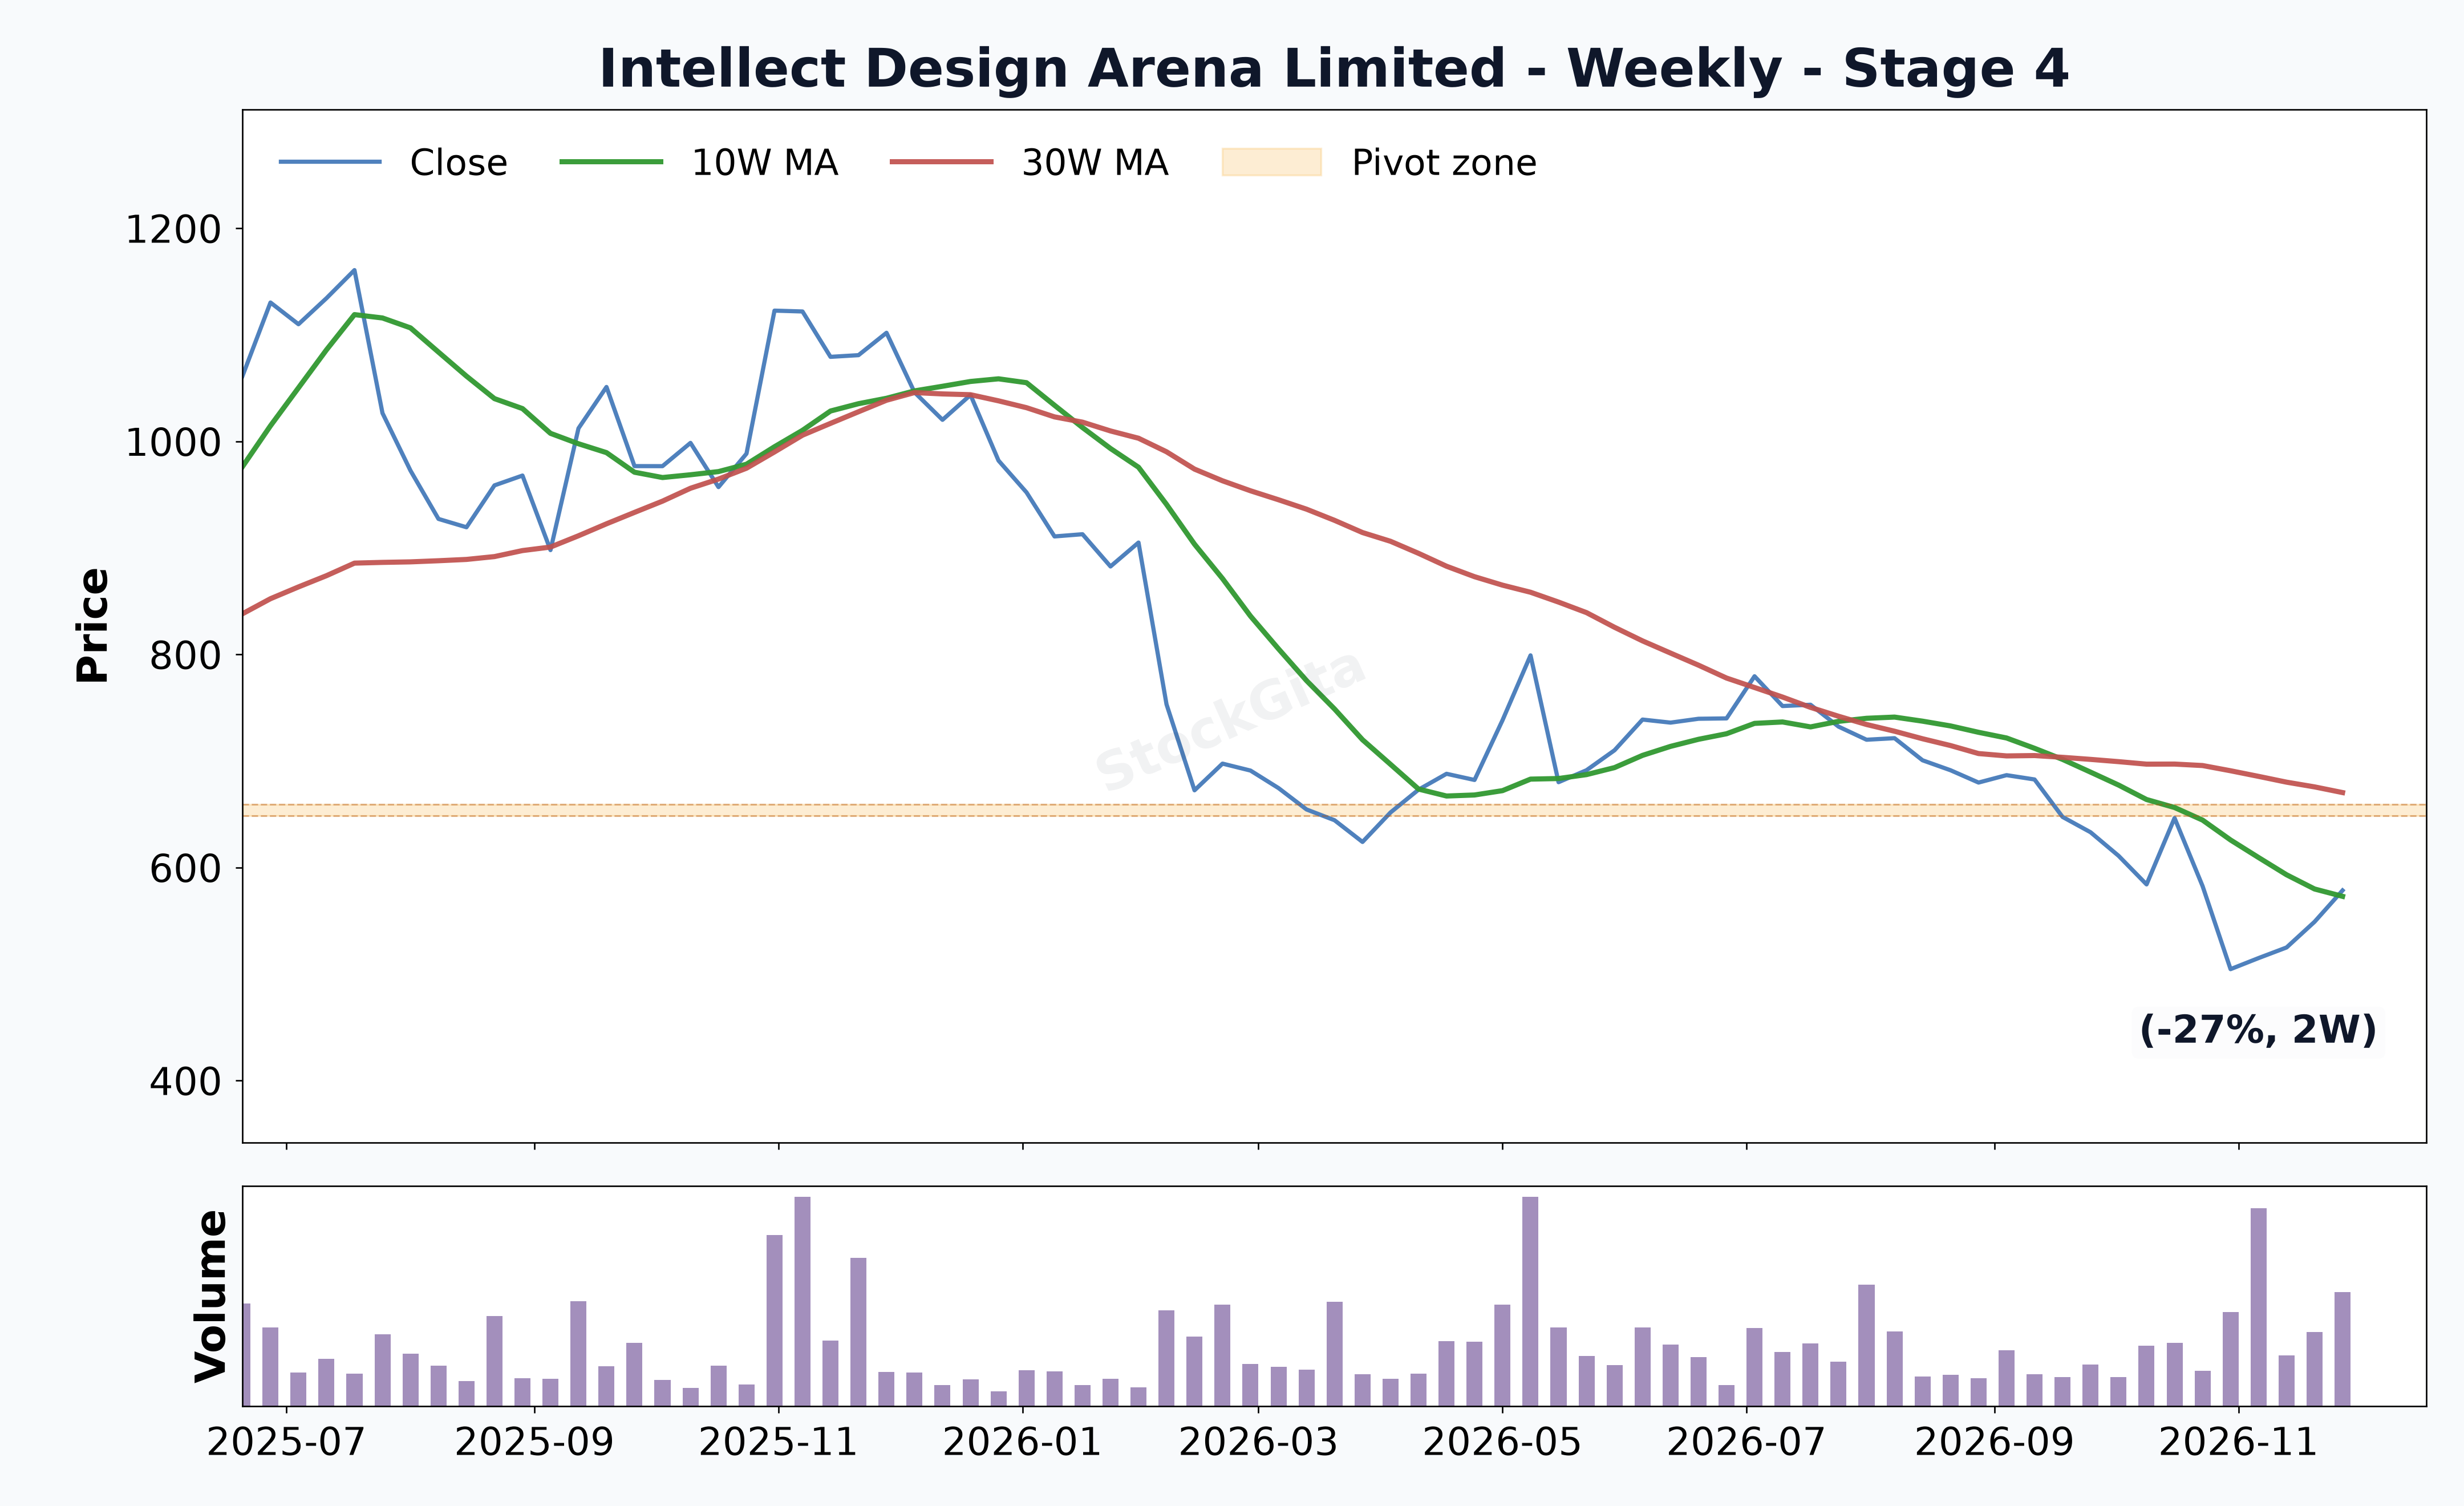 Intellect Design Arena Limited - Weekly - Stage 4
Close 10W MA 30W MA Pivot zone
1200
1000
800
600
400
Price
StockGita
(-27%, 2W)
Volume
2025-07 2025-09 2025-11 2026-01 2026-03 2026-05 2026-07 2026-09 2026-11